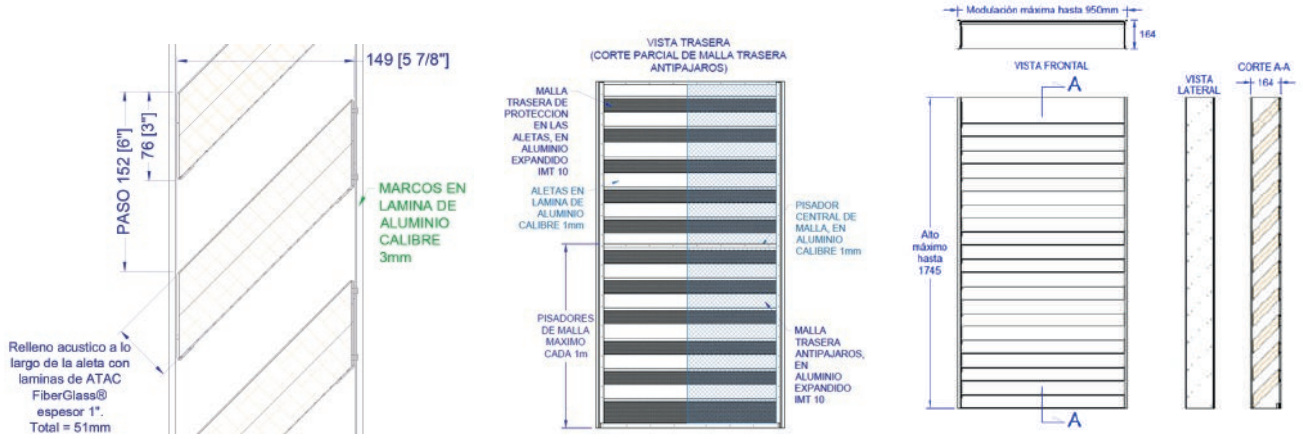 149 [5 7/8"]
PASO 152 [6"]
76 [3"]
MARCOS EN
LAMINA DE
ALUMINIO
CALIBRE
3mm
Relleno acustico a lo
largo de la aleta con
laminas de ATAC
FiberGlass®
espesor 1".
Total = 51mm
VISTA TRASERA
(CORTE PARCIAL DE MALLA TRASERA
ANTIPAJAROS)
MALLA
TRASERA DE
PROTECCION
EN LAS
ALETAS, EN
ALUMINIO
EXPANDIDO
IMT 10
ALETAS EN
LAMINA DE
ALUMINIO
CALIBRE 1mm
PISADORES
DE MALLA
MAXIMO
CADA 1m
PISADOR
CENTRAL DE
MALLA, EN
ALUMINIO
CALIBRE 1mm
MALLA
TRASERA
ANTIPAJAROS,
EN
ALUMINIO
EXPANDIDO
IMT 10
Modulación máxima hasta 950mm
164
VISTA FRONTAL
A
Alto
máximo
hasta
1745
A
VISTA
LATERAL
CORTE A-A
164